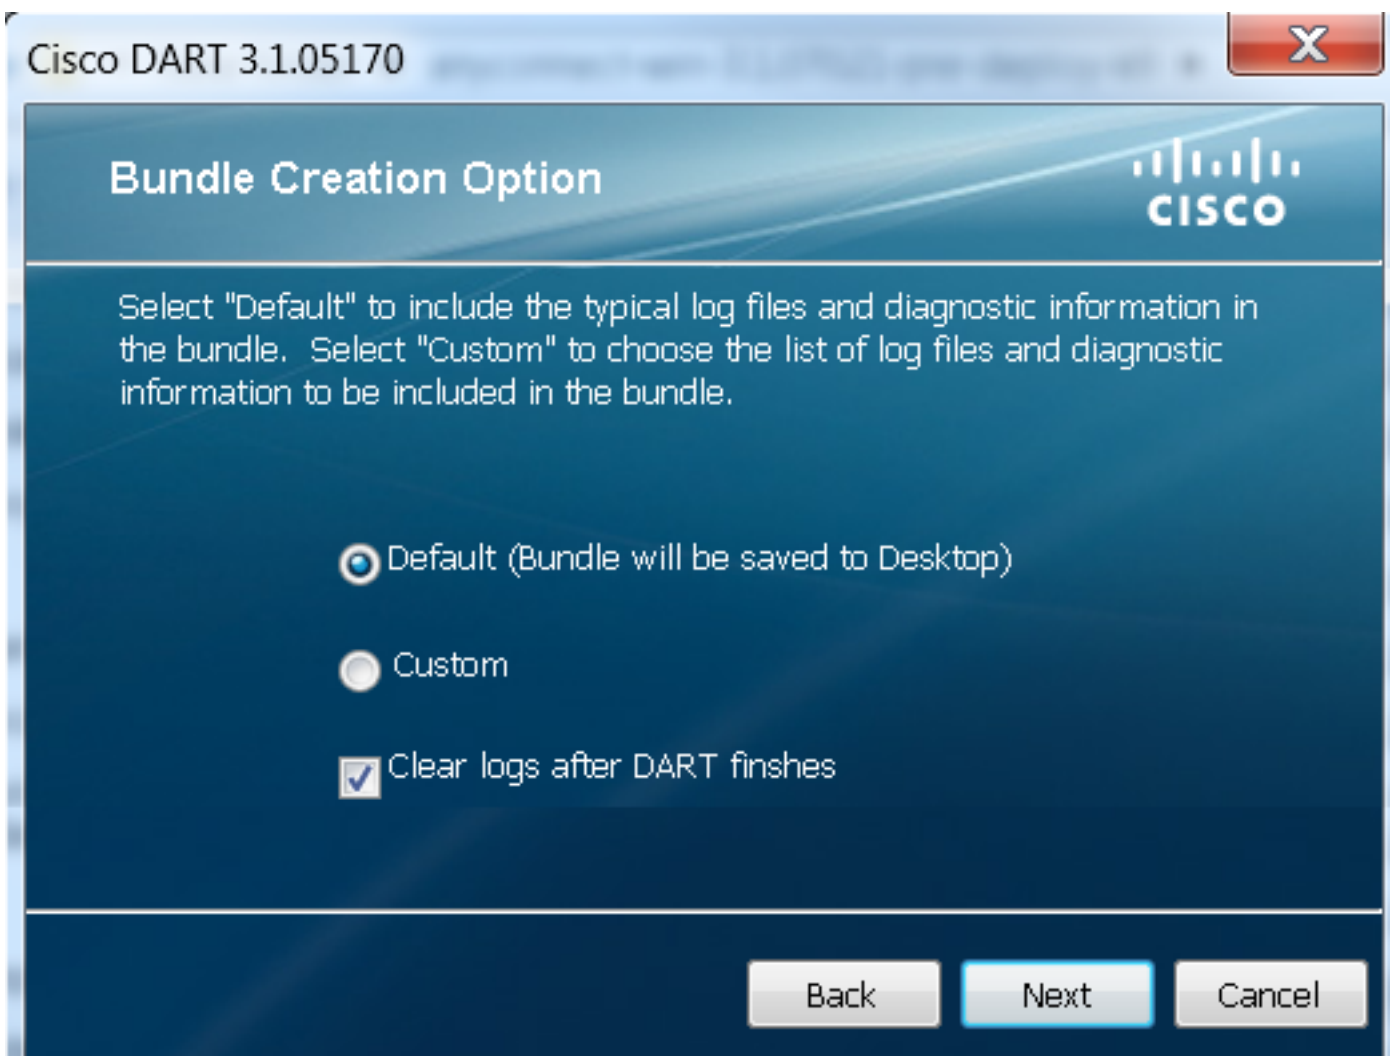 Cisco DART 3.1.05170
X
Bundle Creation Option
CISCO
Select "Default" to include the typical log files and diagnostic information in
the bundle.  Select "Custom" to choose the list of log files and diagnostic
information to be included in the bundle.
Default (Bundle will be saved to Desktop)
Custom
Clear logs after DART finshes
Back
Next
Cancel